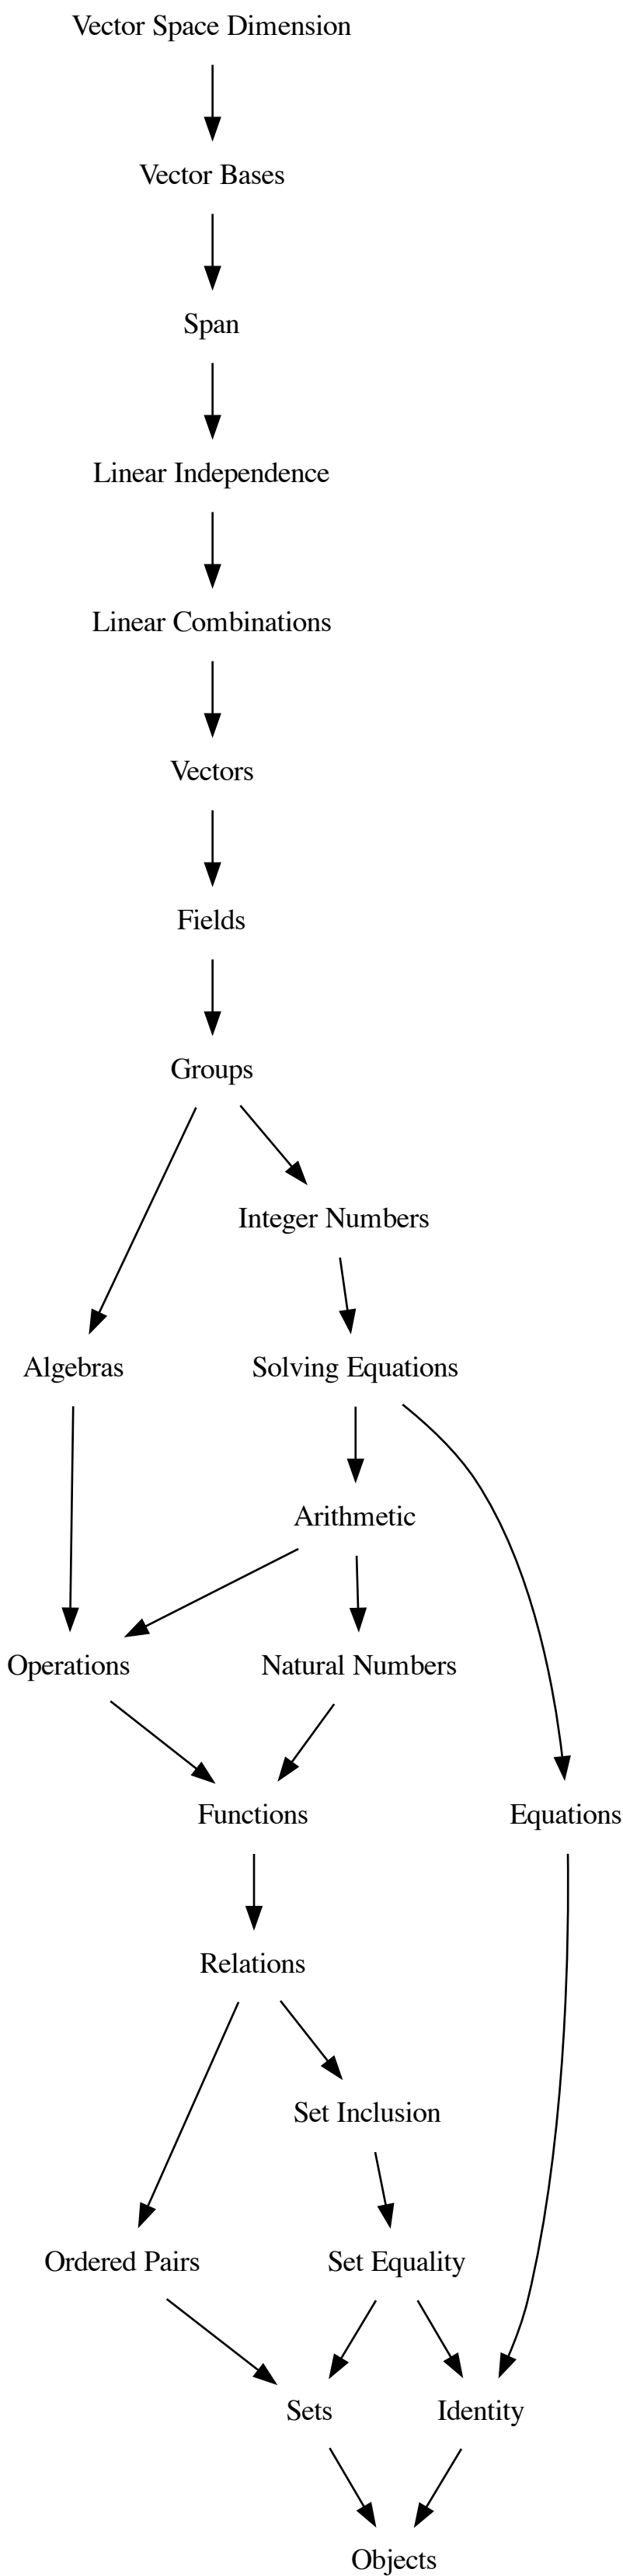 Vector Space Dimension
Vector Bases
Span
Linear Independence
Linear Combinations
Vectors
Fields
Groups
Integer Numbers
Algebras
Solving Equations
Arithmetic
Operations
Natural Numbers
Functions
Equations
Relations
Set Inclusion
Ordered Pairs
Set Equality
Sets
Identity
Objects